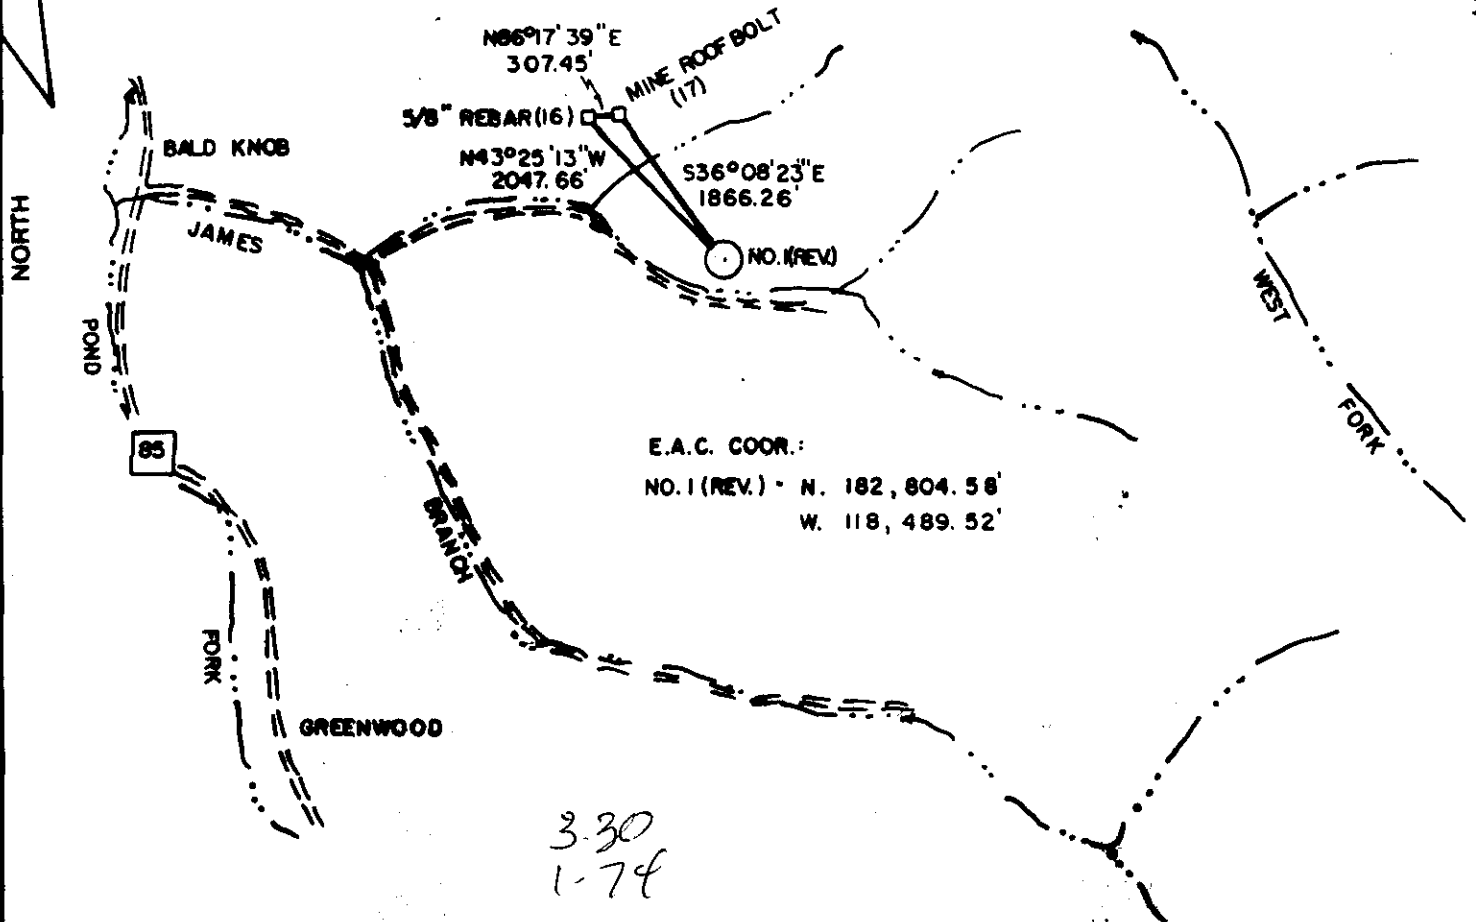 N86°17'39"E
307.45'
MINE ROOF BOLT
(17)
5/8" REBAR(16)
BALD KNOB
N43°25'13"W
2047.66'
S36°08'23"E
1866.26'
NORTH
JAMES
NO.1(REV.)
WEST
POND
FORK
85
E.A.C. COOR.:
NO.1(REV.) - N. 182,804.58'
W. 118,489.52'
BRANCH
FORK
GREENWOOD
3.30
1-74